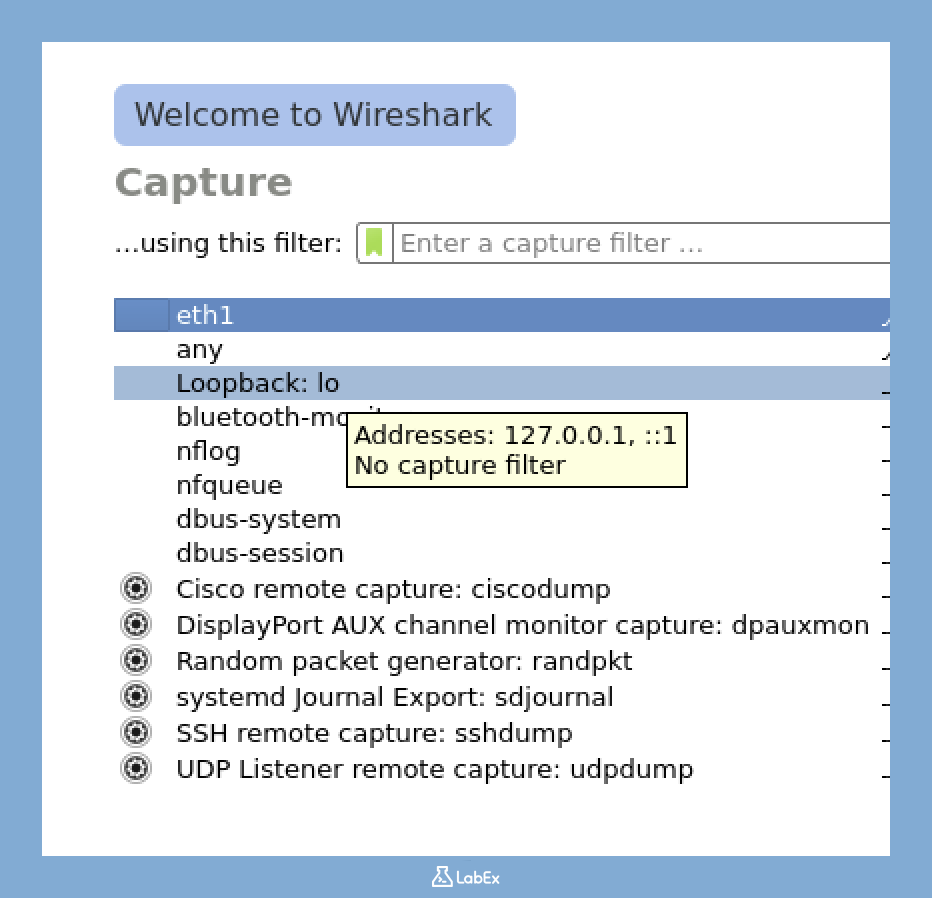 Welcome to Wireshark
Capture
...using this filter:
Enter a capture filter ...
eth1
any
Loopback: lo
Addresses: 127.0.0.1, ::1
No capture filter
nflog
nfqueue
dbus-system
dbus-session
Cisco remote capture: ciscodump
DisplayPort AUX channel monitor capture: dpauxmon
Random packet generator: randpkt
systemd Journal Export: sdjournal
SSH remote capture: sshdump
UDP Listener remote capture: udpdump
LabEx